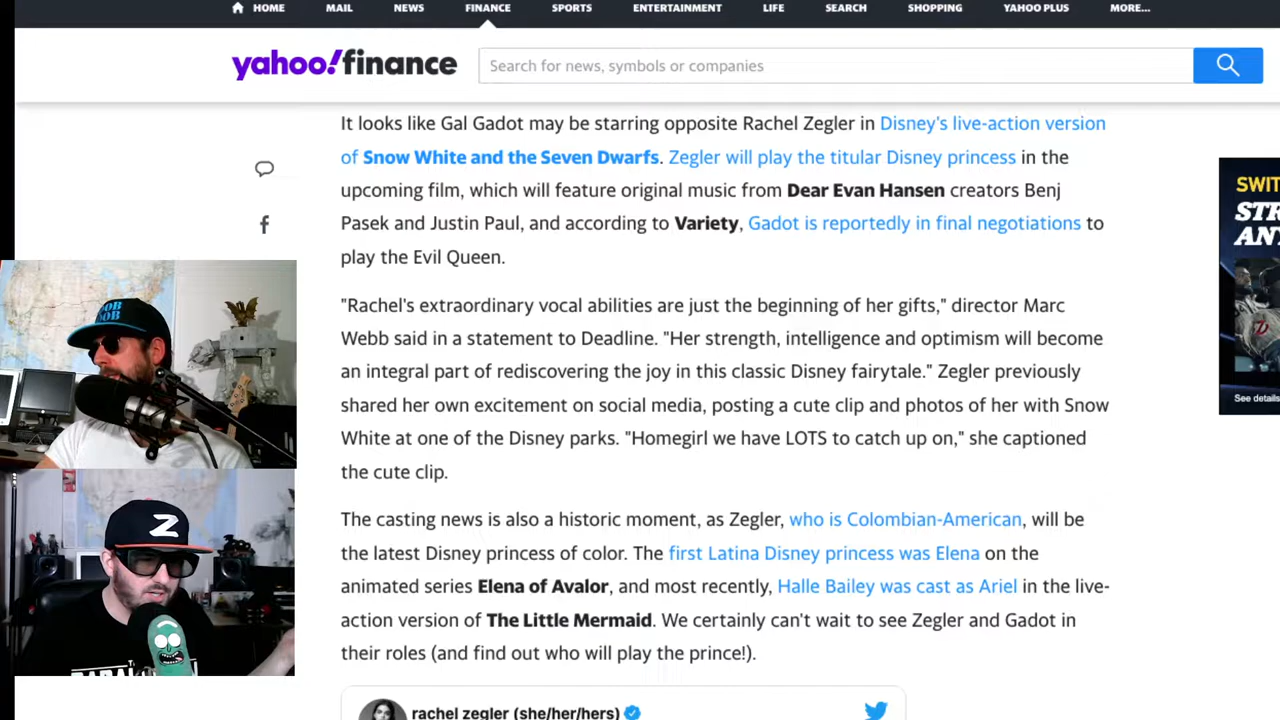 HOME MAIL NEWS FINANCE SPORTS ENTERTAINMENT LIFE SEARCH SHOPPING YAHOO PLUS MORE...
yahoo!finance Search for news, symbols or companies
It looks like Gal Gadot may be starring opposite Rachel Zegler in Disney's live-action version
of Snow White and the Seven Dwarfs. Zegler will play the titular Disney princess in the
upcoming film, which will feature original music from Dear Evan Hansen creators Benj
Pasek and Justin Paul, and according to Variety, Gadot is reportedly in final negotiations to
play the Evil Queen.
"Rachel's extraordinary vocal abilities are just the beginning of her gifts," director Marc
Webb said in a statement to Deadline. "Her strength, intelligence and optimism will become
an integral part of rediscovering the joy in this classic Disney fairytale." Zegler previously
shared her own excitement on social media, posting a cute clip and photos of her with Snow
White at one of the Disney parks. "Homegirl we have LOTS to catch up on," she captioned
the cute clip.
The casting news is also a historic moment, as Zegler, who is Colombian-American, will be
the latest Disney princess of color. The first Latina Disney princess was Elena on the
animated series Elena of Avalor, and most recently, Halle Bailey was cast as Ariel in the live-
action version of The Little Mermaid. We certainly can't wait to see Zegler and Gadot in
their roles (and find out who will play the prince!).
rachel zegler (she/her/hers)
SWIT
STR
ANY
See details
Z